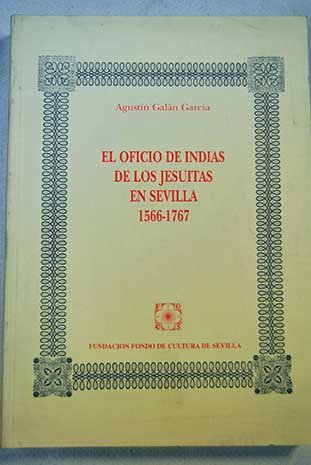 Agustín Galán García
EL OFICIO DE INDIAS
DE LOS JESUITAS
EN SEVILLA
1566-1767
FUNDACION FONDO DE CULTURA DE SEVILLA